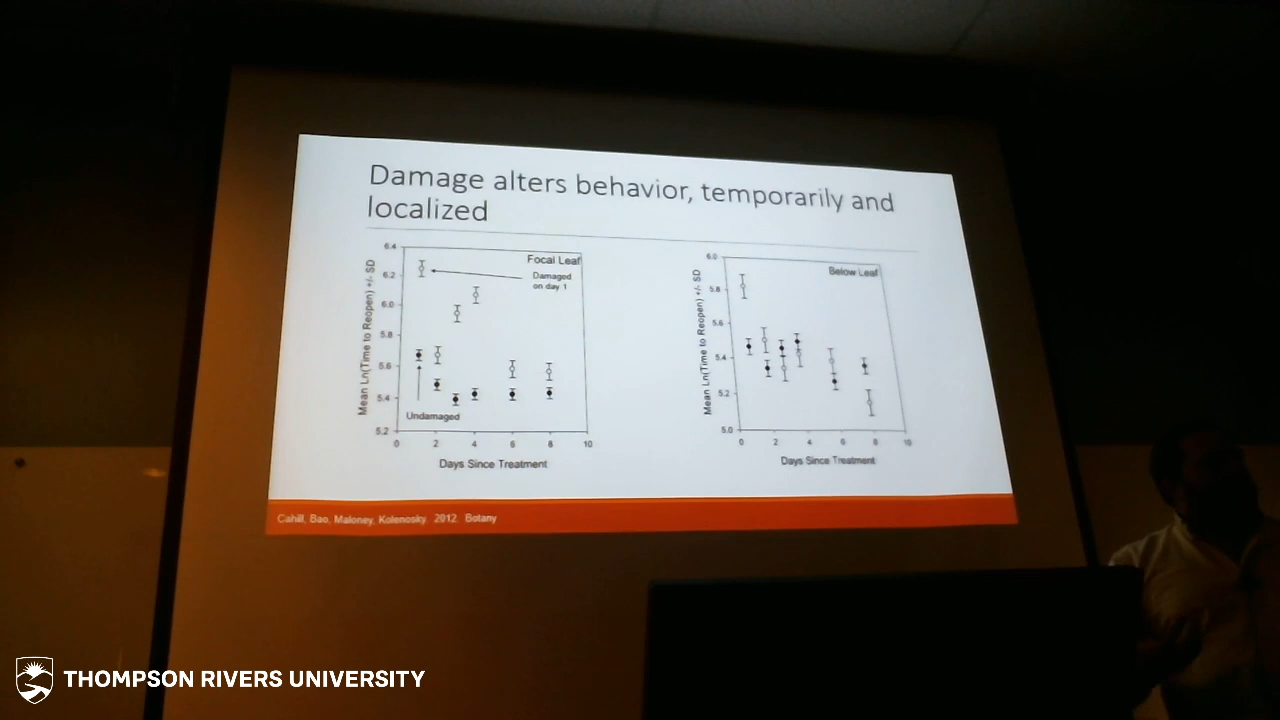 Damage alters behavior, temporarily and
localized
Mean Ln(Time to Reopen) +/- SD
6.4
6.2
6.0
5.8
5.6
5.4
5.2
Focal Leaf
Damaged
on day 1
Undamaged
0 2 4 6 8 10
Days Since Treatment
Mean Ln(Time to Reopen) +/- SD
6.0
5.8
5.6
5.4
5.2
5.0
Below Leaf
0 2 4 6 8 10
Days Since Treatment
Cahill, Bao, Maloney, Kolenosky 2012 Botany
THOMPSON RIVERS UNIVERSITY